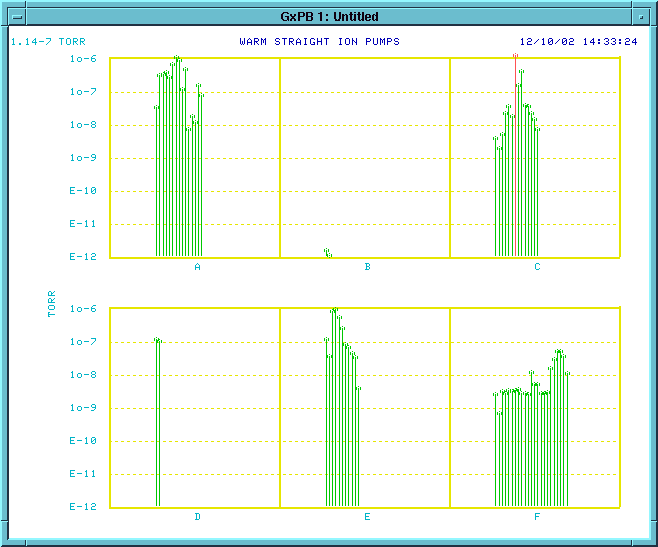 GxPB 1: Untitled
1.14-7 TORR WARM STRAIGHT ION PUMPS 12/10/02 14:33:24
1o-6
1o-7
1o-8
1o-9
E-10
E-11
E-12
A B C
TORR
1o-6
1o-7
1o-8
1o-9
E-10
E-11
E-12
D E F